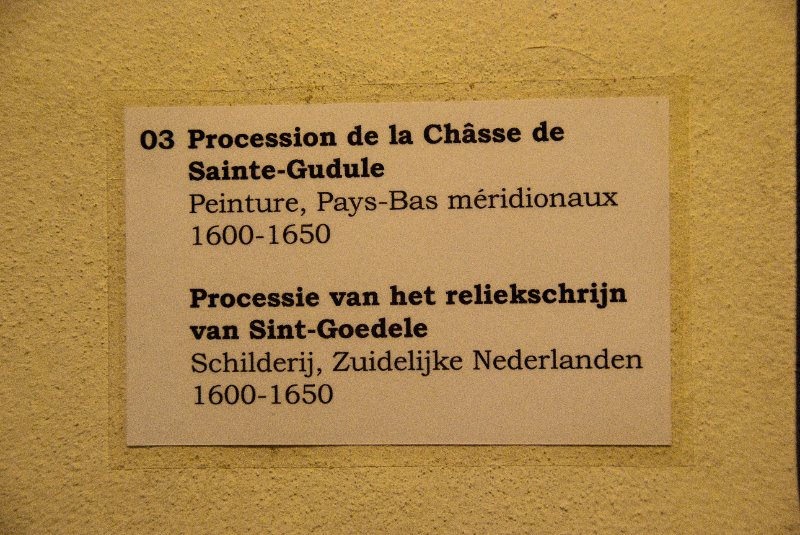 03 Procession de la Châsse de
Sainte-Gudule
Peinture, Pays-Bas méridionaux
1600-1650
Processie van het reliekschrijn
van Sint-Goedele
Schilderij, Zuidelijke Nederlanden
1600-1650